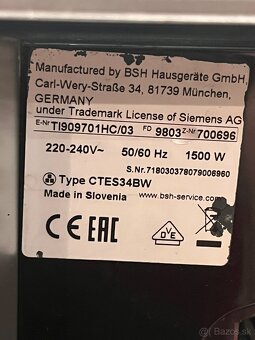 Manufactured by BSH Hausgeräte GmbH,
Carl-Wery-Straße 34, 81739 München,
GERMANY
under Trademark License of Siemens AG
E-Nr TI909701HC/03 FD 9803 Z-Nr 700696
220-240V~ 50/60 Hz 1500 W
S.Nr.718030378079006960
Type CTES34BW
Made in Slovenia www.bsh-service.com
CE EAC VDE
Bazos.sk